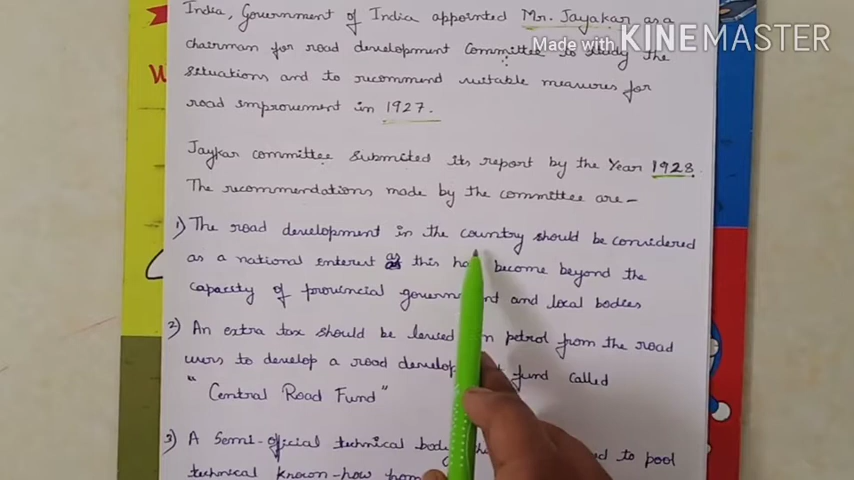 India, Government of India appointed Mr. Jayakar as a
chairman for road development Committee to study the
situations and to recommend suitable measures for
road improvement in 1927.
Jaykar committee submitted its report by the Year 1928.
The recommendations made by the committee are-
1) The road development in the country should be considered
as a national interest as this has become beyond the
capacity of provincial government and local bodies
2) An extra tax should be levied on petrol from the road
users to develop a road development fund called
" Central Road Fund"
3) A Semi-official technical body to pool
technical known-how from
Made with KINEMASTER